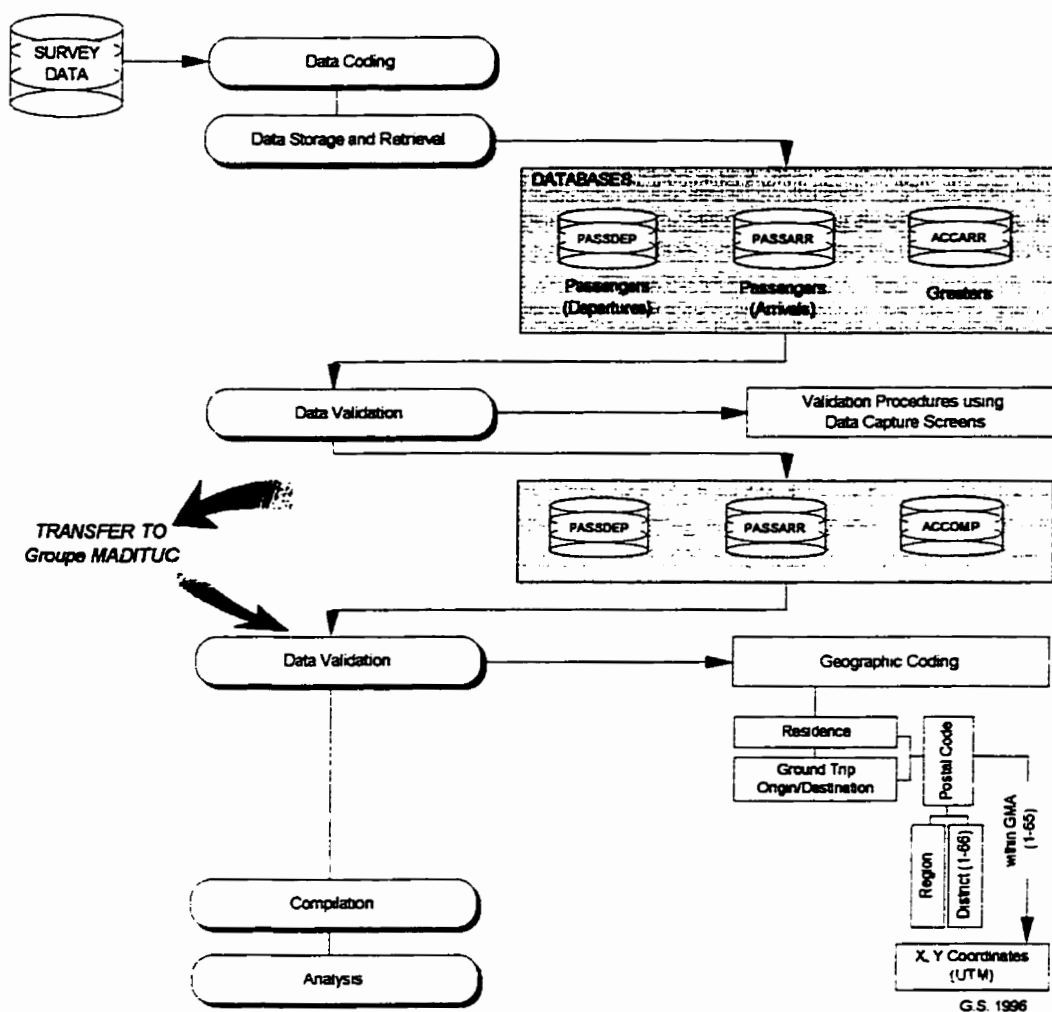 SURVEY
DATA
Data Coding
Data Storage and Retrieval
DATABASES
PASSDEP
PASSARR
ACCARR
Passengers
(Departures)
Passengers
(Arrivals)
Greeters
Data Validation
Validation Procedures using
Data Capture Screens
PASSDEP
PASSARR
ACCOMP
TRANSFER TO
Groupe MADITUC
Data Validation
Geographic Coding
Residence
Ground Trip
Origin/Destination
Postal Code
within GMA
(1-65)
Region
District (1-66)
Compilation
Analysis
X, Y Coordinates
(UTM)
G.S. 1996